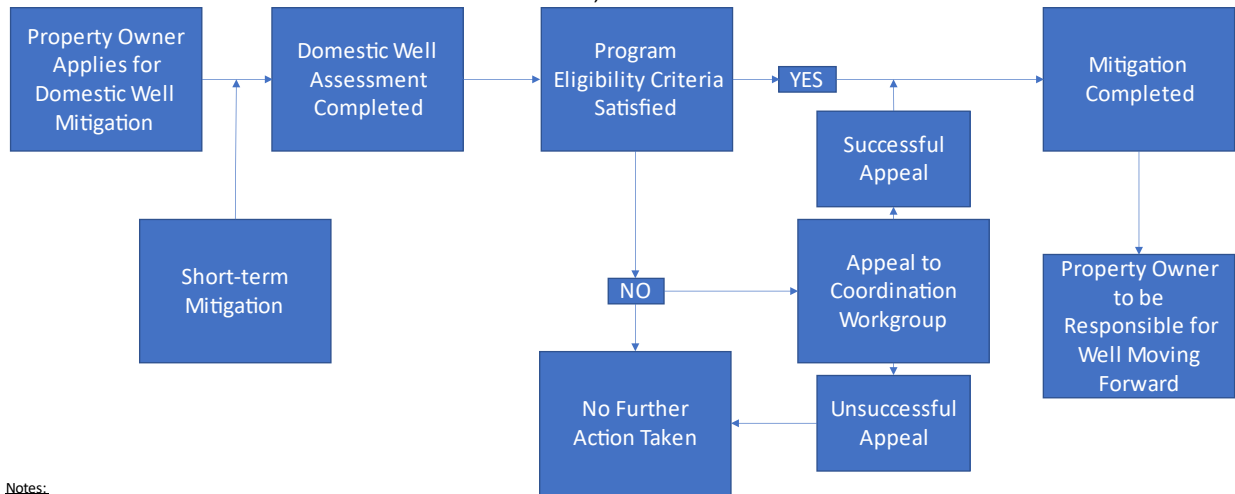 Property Owner
Applies for
Domestic Well
Mitigation
Domestic Well
Assessment
Completed
Program
Eligibility Criteria
Satisfied
YES
Mitigation
Completed
Successful
Appeal
Short-term
Mitigation
NO
Appeal to
Coordination
Workgroup
Property Owner
to be
Responsible for
Well Moving
Forward
No Further
Action Taken
Unsuccessful
Appeal
Notes: